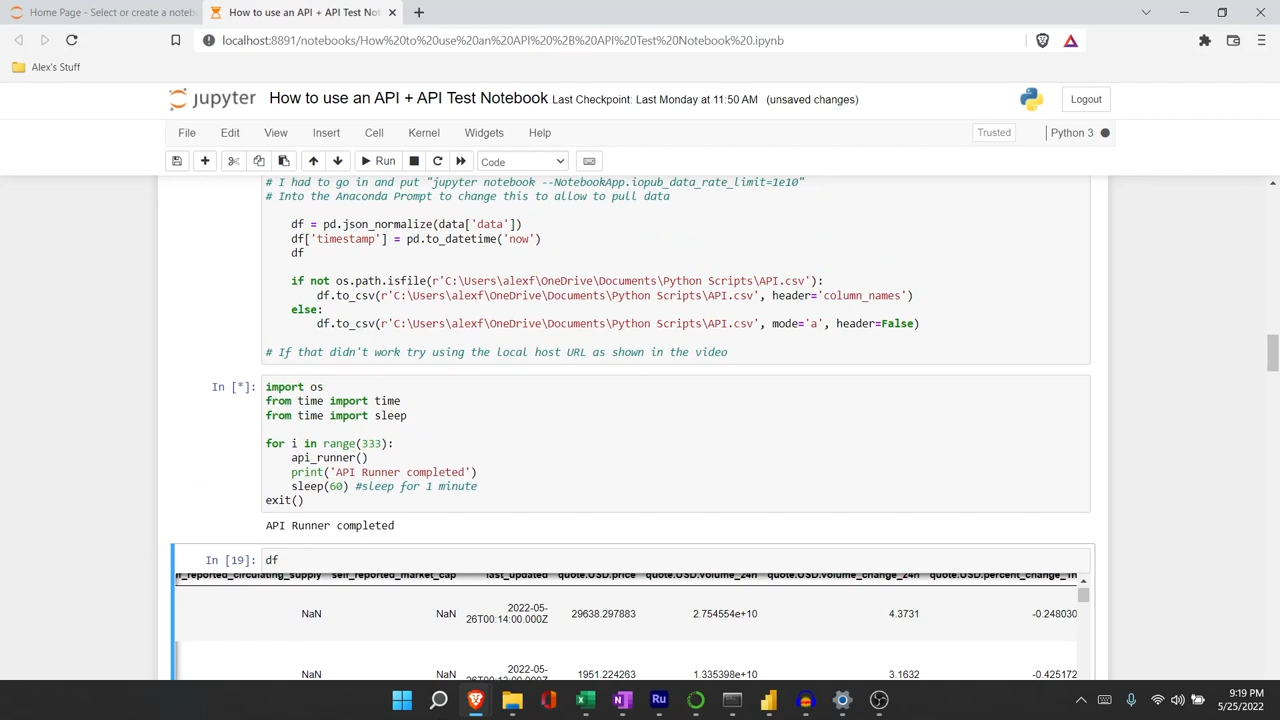 Home Page - Select or create a noteb
How to use an API + API Test Not
localhost:8891/notebooks/How%20to%20use%20an%20API%20%2B%20API%20Test%20Notebook%20.ipynb
Alex's Stuff
jupyter How to use an API + API Test Notebook Last Checkpoint: Last Monday at 11:50 AM (unsaved changes)
Logout
File Edit View Insert Cell Kernel Widgets Help Trusted Python 3
Run Code
# I had to go in and put "jupyter notebook --NotebookApp.iopub_data_rate_limit=1e10"
# Into the Anaconda Prompt to change this to allow to pull data
df = pd.json_normalize(data['data'])
df['timestamp'] = pd.to_datetime('now')
df
if not os.path.isfile(r'C:\Users\alexf\OneDrive\Documents\Python Scripts\API.csv'):
df.to_csv(r'C:\Users\alexf\OneDrive\Documents\Python Scripts\API.csv', header='column_names')
else:
df.to_csv(r'C:\Users\alexf\OneDrive\Documents\Python Scripts\API.csv', mode='a', header=False)
# If that didn't work try using the local host URL as shown in the video
In [*]: import os
from time import time
from time import sleep
for i in range(333):
api_runner()
print('API Runner completed')
sleep(60) #sleep for 1 minute
exit()
API Runner completed
In [19]: df
lf_reported_circulating_supply self_reported_market_cap last_updated quote.USD.price quote.USD.volume_24h quote.USD.volume_change_24h quote.USD.percent_change_1h
NaN NaN 2022-05-26T00:14:00.000Z 29638.297883 2.754554e+10 4.3731 -0.248030
NaN NaN 2022-05-26T00:13:00.000Z 1951.224263 1.335398e+10 3.1632 -0.425172
9:19 PM
5/25/2022